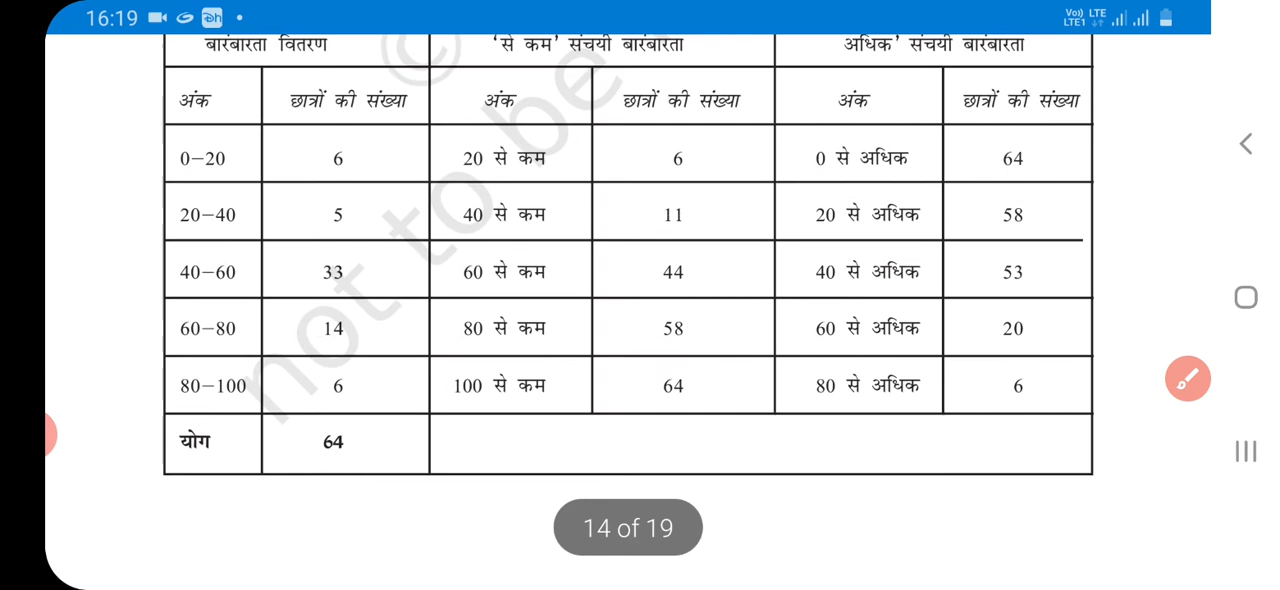 16:19
Vo) LTE
LTE1
बारंबारता वितरण 'से कम' संचयी बारंबारता अधिक' संचयी बारंबारता
अंक छात्रों की संख्या अंक छात्रों की संख्या अंक छात्रों की संख्या
0–20 6 20 से कम 6 0 से अधिक 64
20–40 5 40 से कम 11 20 से अधिक 58
40–60 33 60 से कम 44 40 से अधिक 53
60–80 14 80 से कम 58 60 से अधिक 20
80–100 6 100 से कम 64 80 से अधिक 6
योग 64
© not to be
14 of 19